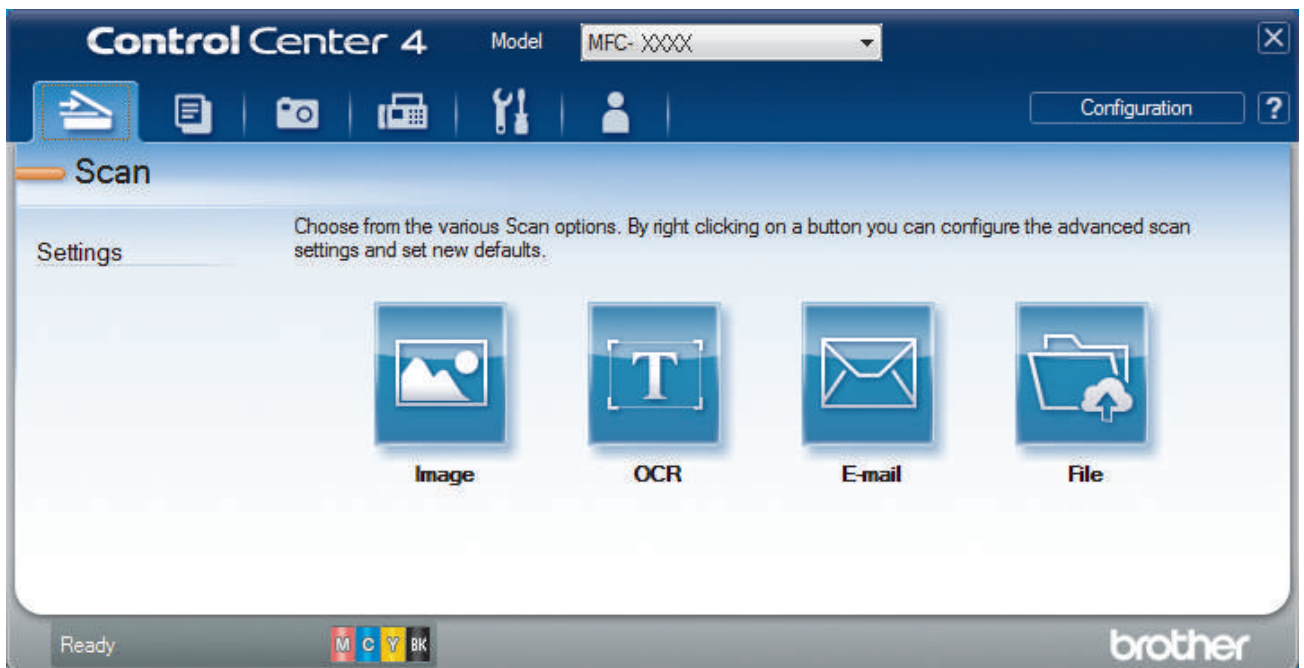 Control Center 4 Model MFC- XXXX
Configuration ?
Scan
Choose from the various Scan options. By right clicking on a button you can configure the advanced scan
settings and set new defaults.
Settings
T
Image OCR E-mail File
Ready M C Y BK brother